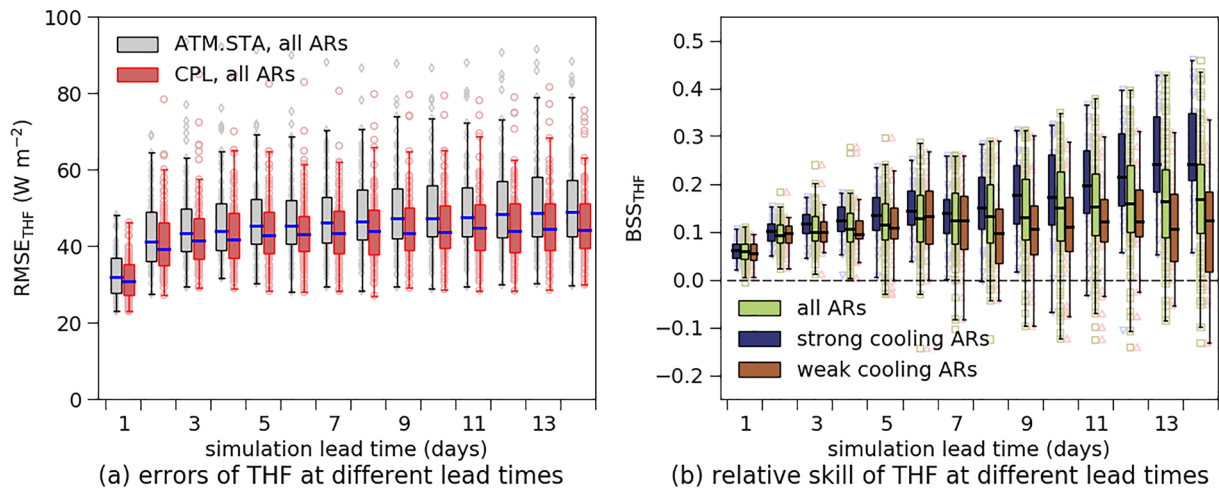 100
80
60
40
20
0
RMSE_THF (W m⁻²)
ATM.STA, all ARs
CPL, all ARs
1 3 5 7 9 11 13
simulation lead time (days)
(a) errors of THF at different lead times
0.5
0.4
0.3
0.2
0.1
0.0
−0.1
−0.2
BSS_THF
all ARs
strong cooling ARs
weak cooling ARs
1 3 5 7 9 11 13
simulation lead time (days)
(b) relative skill of THF at different lead times